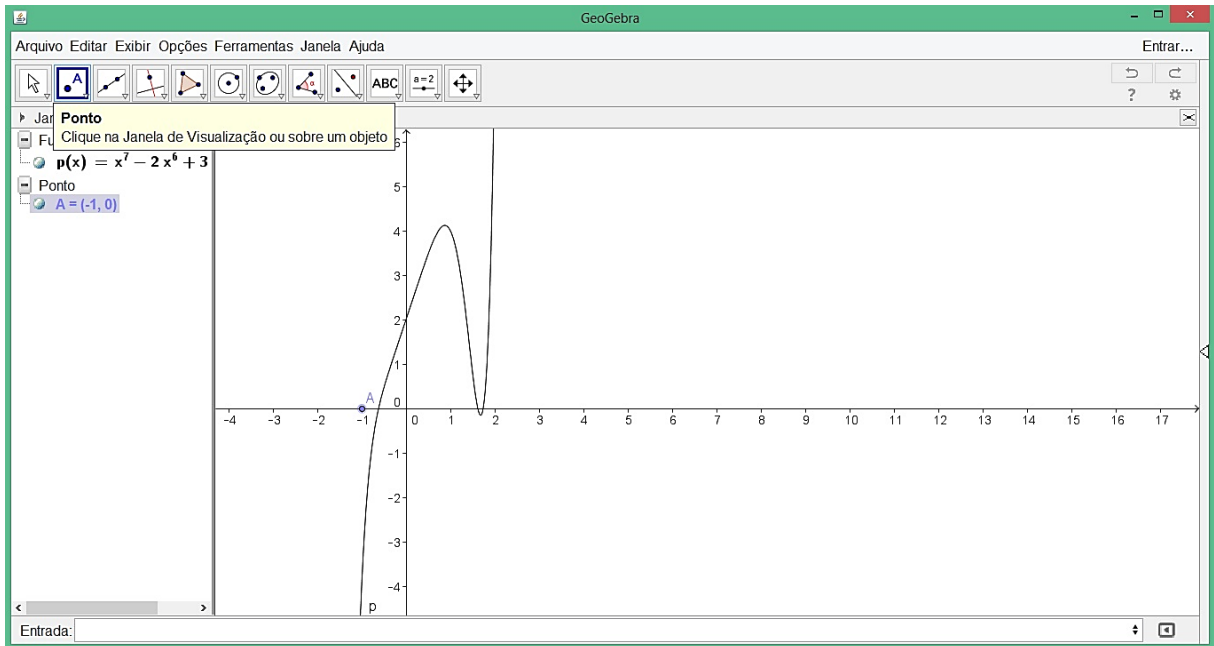 GeoGebra
Arquivo Editar Exibir Opções Ferramentas Janela Ajuda
Entrar...
A
ABC
a=2
?
Ponto
Clique na Janela de Visualização ou sobre um objeto
p(x) = x⁷ − 2 x⁶ + 3
Ponto
A = (-1, 0)
6
5
4
3
2
1
0
-1
-2
-3
-4
-4 -3 -2 -1 0 1 2 3 4 5 6 7 8 9 10 11 12 13 14 15 16 17
A
p
Entrada: